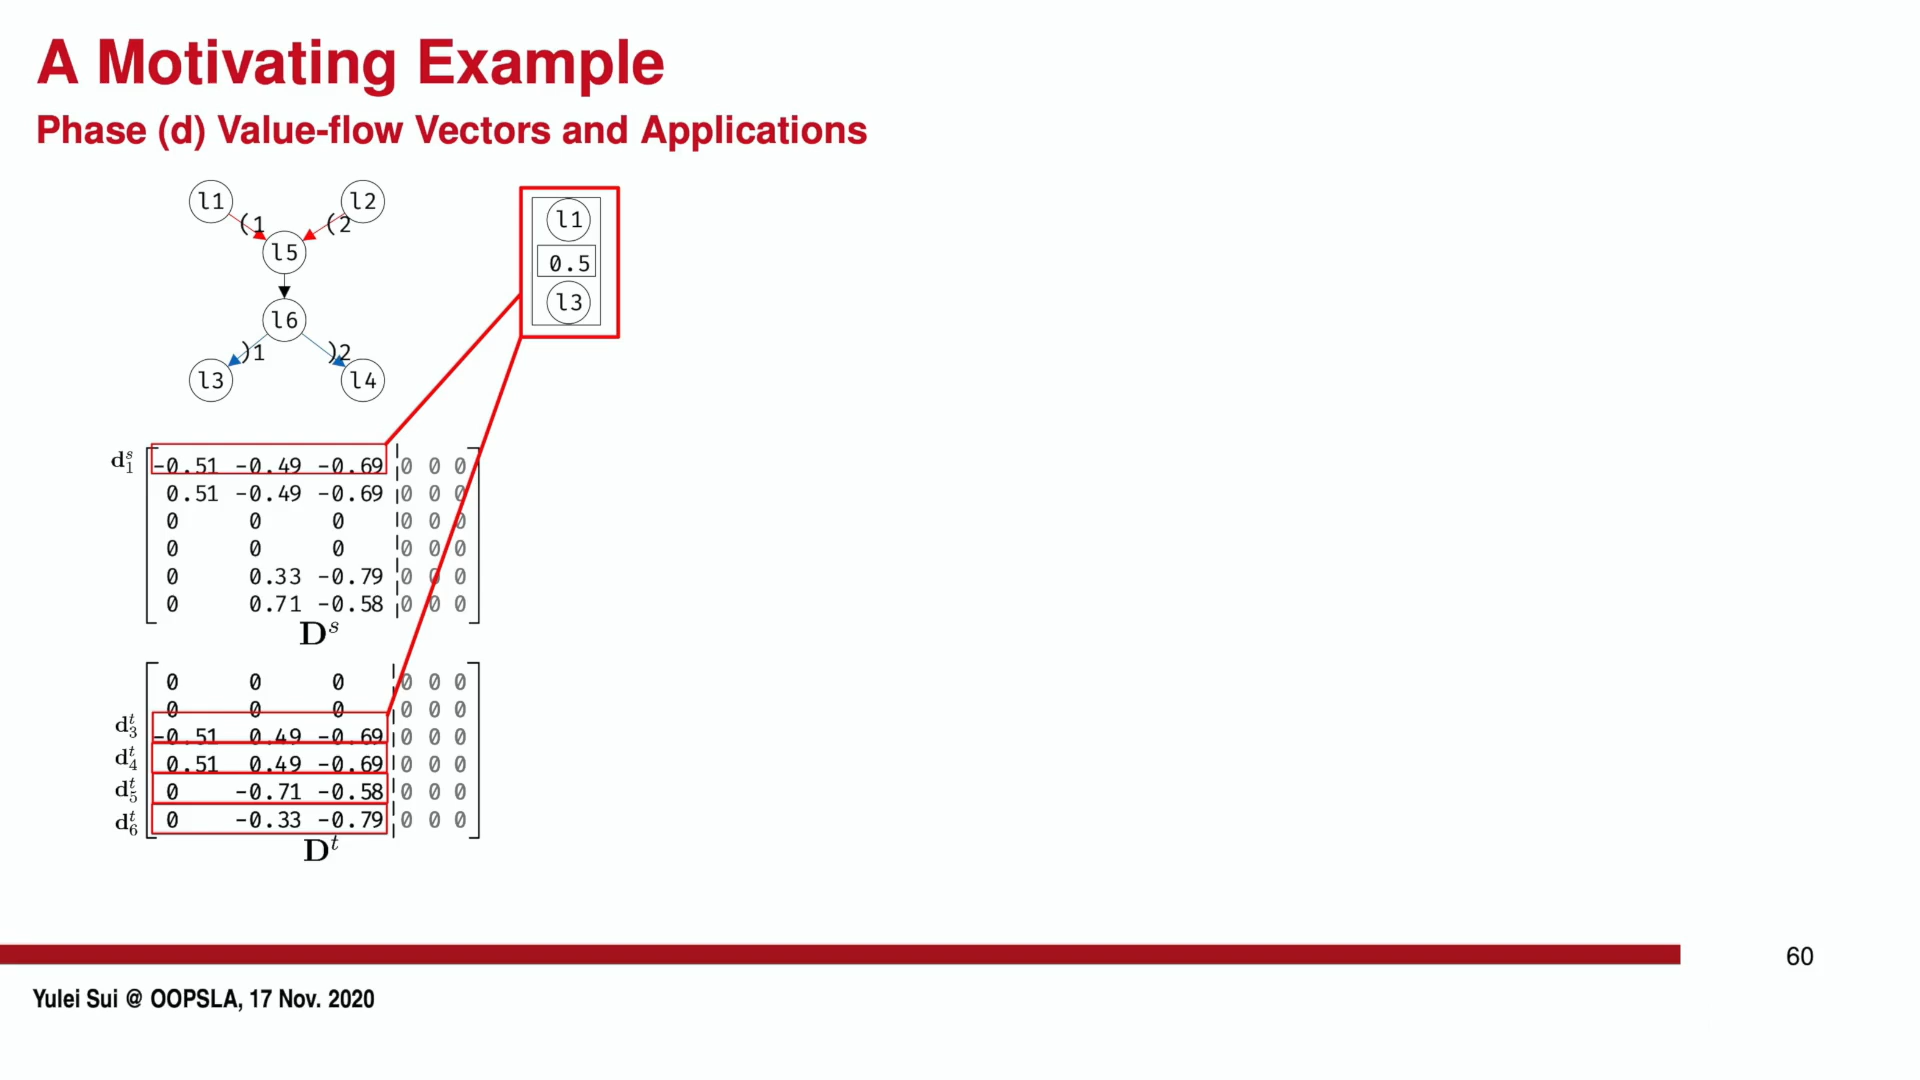 A Motivating Example
Phase (d) Value-flow Vectors and Applications
l1 l2
(1 (2
l5
l6
)1 )2
l3 l4
l1
0.5
l3
d₁ˢ
-0.51 -0.49 -0.69 0 0 0
0.51 -0.49 -0.69 0 0 0
0 0 0 0 0 0
0 0 0 0 0 0
0 0.33 -0.79 0 0 0
0 0.71 -0.58 0 0 0
Dˢ
0 0 0 0 0 0
0 0 0 0 0 0
d₃ᵗ -0.51 0.49 -0.69 0 0 0
d₄ᵗ 0.51 0.49 -0.69 0 0 0
d₅ᵗ 0 -0.71 -0.58 0 0 0
d₆ᵗ 0 -0.33 -0.79 0 0 0
Dᵗ
60
Yulei Sui @ OOPSLA, 17 Nov. 2020